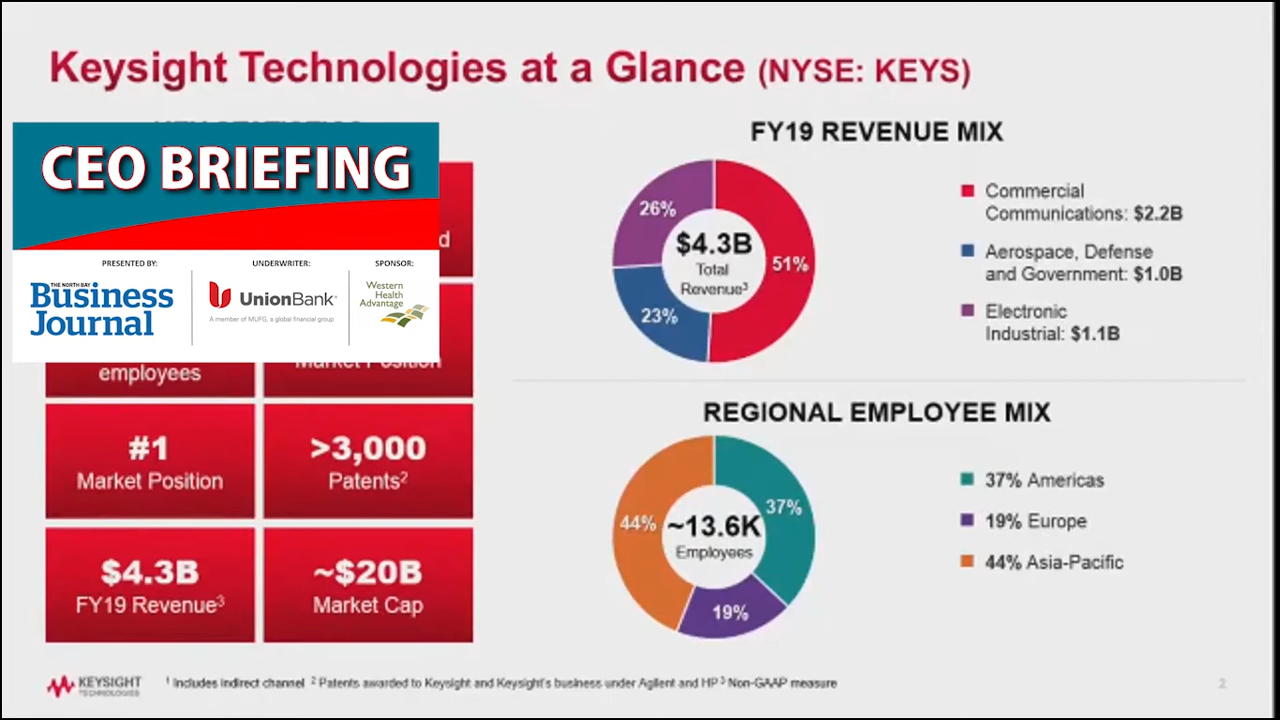 Keysight Technologies at a Glance (NYSE: KEYS)
CEO BRIEFING
PRESENTED BY:
UNDERWRITER:
SPONSOR:
THE NORTH BAY
Business
Journal
UnionBank®
A member of MUFG, a global financial group
Western
Health
Advantage
d
employees
Market Position
#1
Market Position
>3,000
Patents2
$4.3B
FY19 Revenue3
~$20B
Market Cap
FY19 REVENUE MIX
26%
51%
23%
$4.3B
Total
Revenue3
Commercial
Communications: $2.2B
Aerospace, Defense
and Government: $1.0B
Electronic
Industrial: $1.1B
REGIONAL EMPLOYEE MIX
44%
37%
19%
~13.6K
Employees
37% Americas
19% Europe
44% Asia-Pacific
KEYSIGHT
TECHNOLOGIES
1 Includes indirect channel 2 Patents awarded to Keysight and Keysight's business under Agilent and HP 3 Non-GAAP measure
2